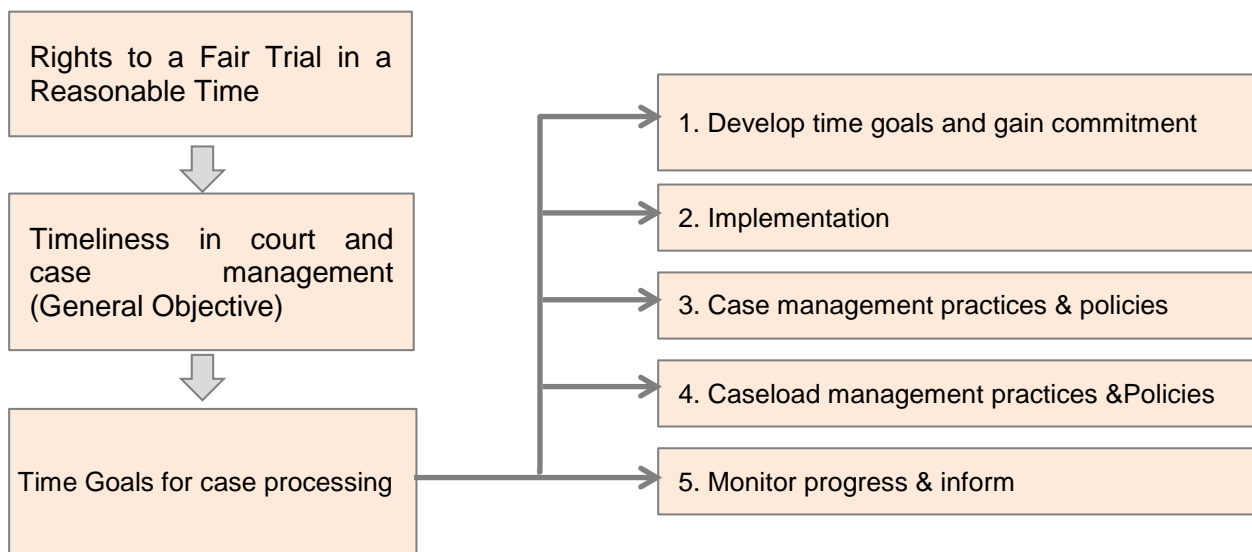 Rights to a Fair Trial in a
Reasonable Time
Timeliness in court and
case management
(General Objective)
Time Goals for case processing
1. Develop time goals and gain commitment
2. Implementation
3. Case management practices & policies
4. Caseload management practices &Policies
5. Monitor progress & inform